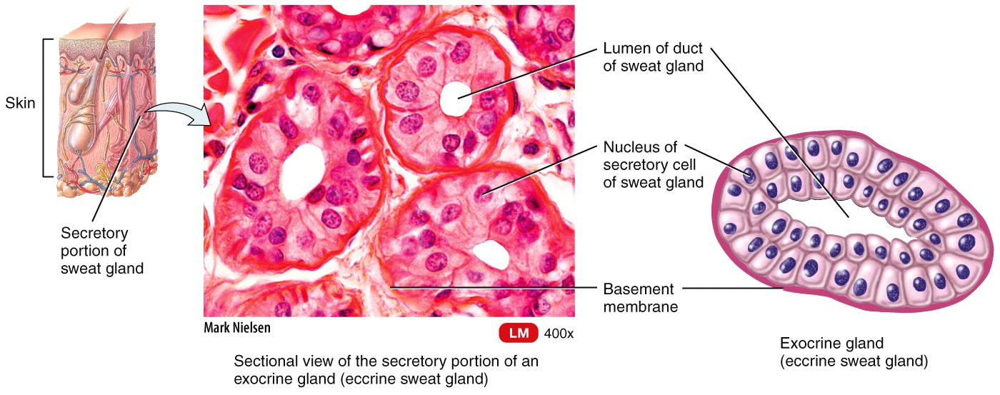 Skin
Secretory
portion of
sweat gland
Lumen of duct
of sweat gland
Nucleus of
secretory cell
of sweat gland
Basement
membrane
Mark Nielsen
LM 400x
Sectional view of the secretory portion of an
exocrine gland (eccrine sweat gland)
Exocrine gland
(eccrine sweat gland)